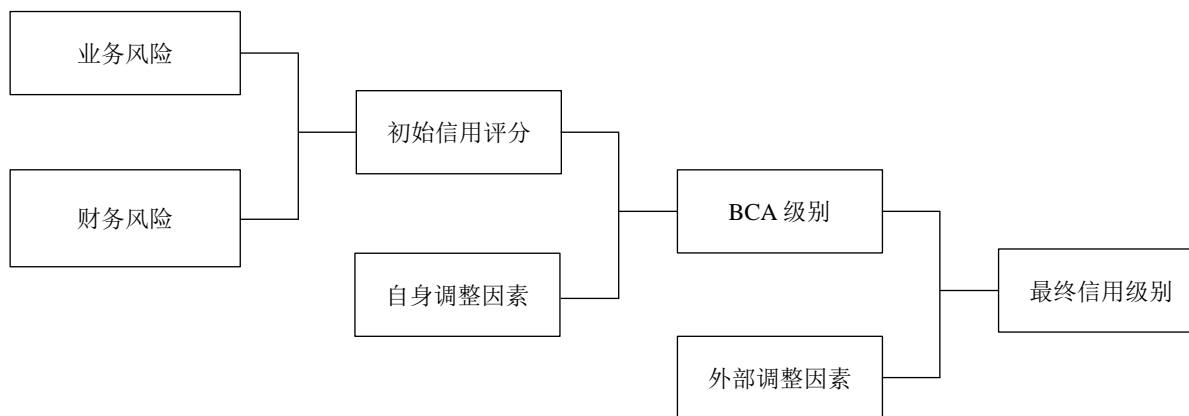 业务风险
初始信用评分
财务风险
BCA 级别
自身调整因素
最终信用级别
外部调整因素